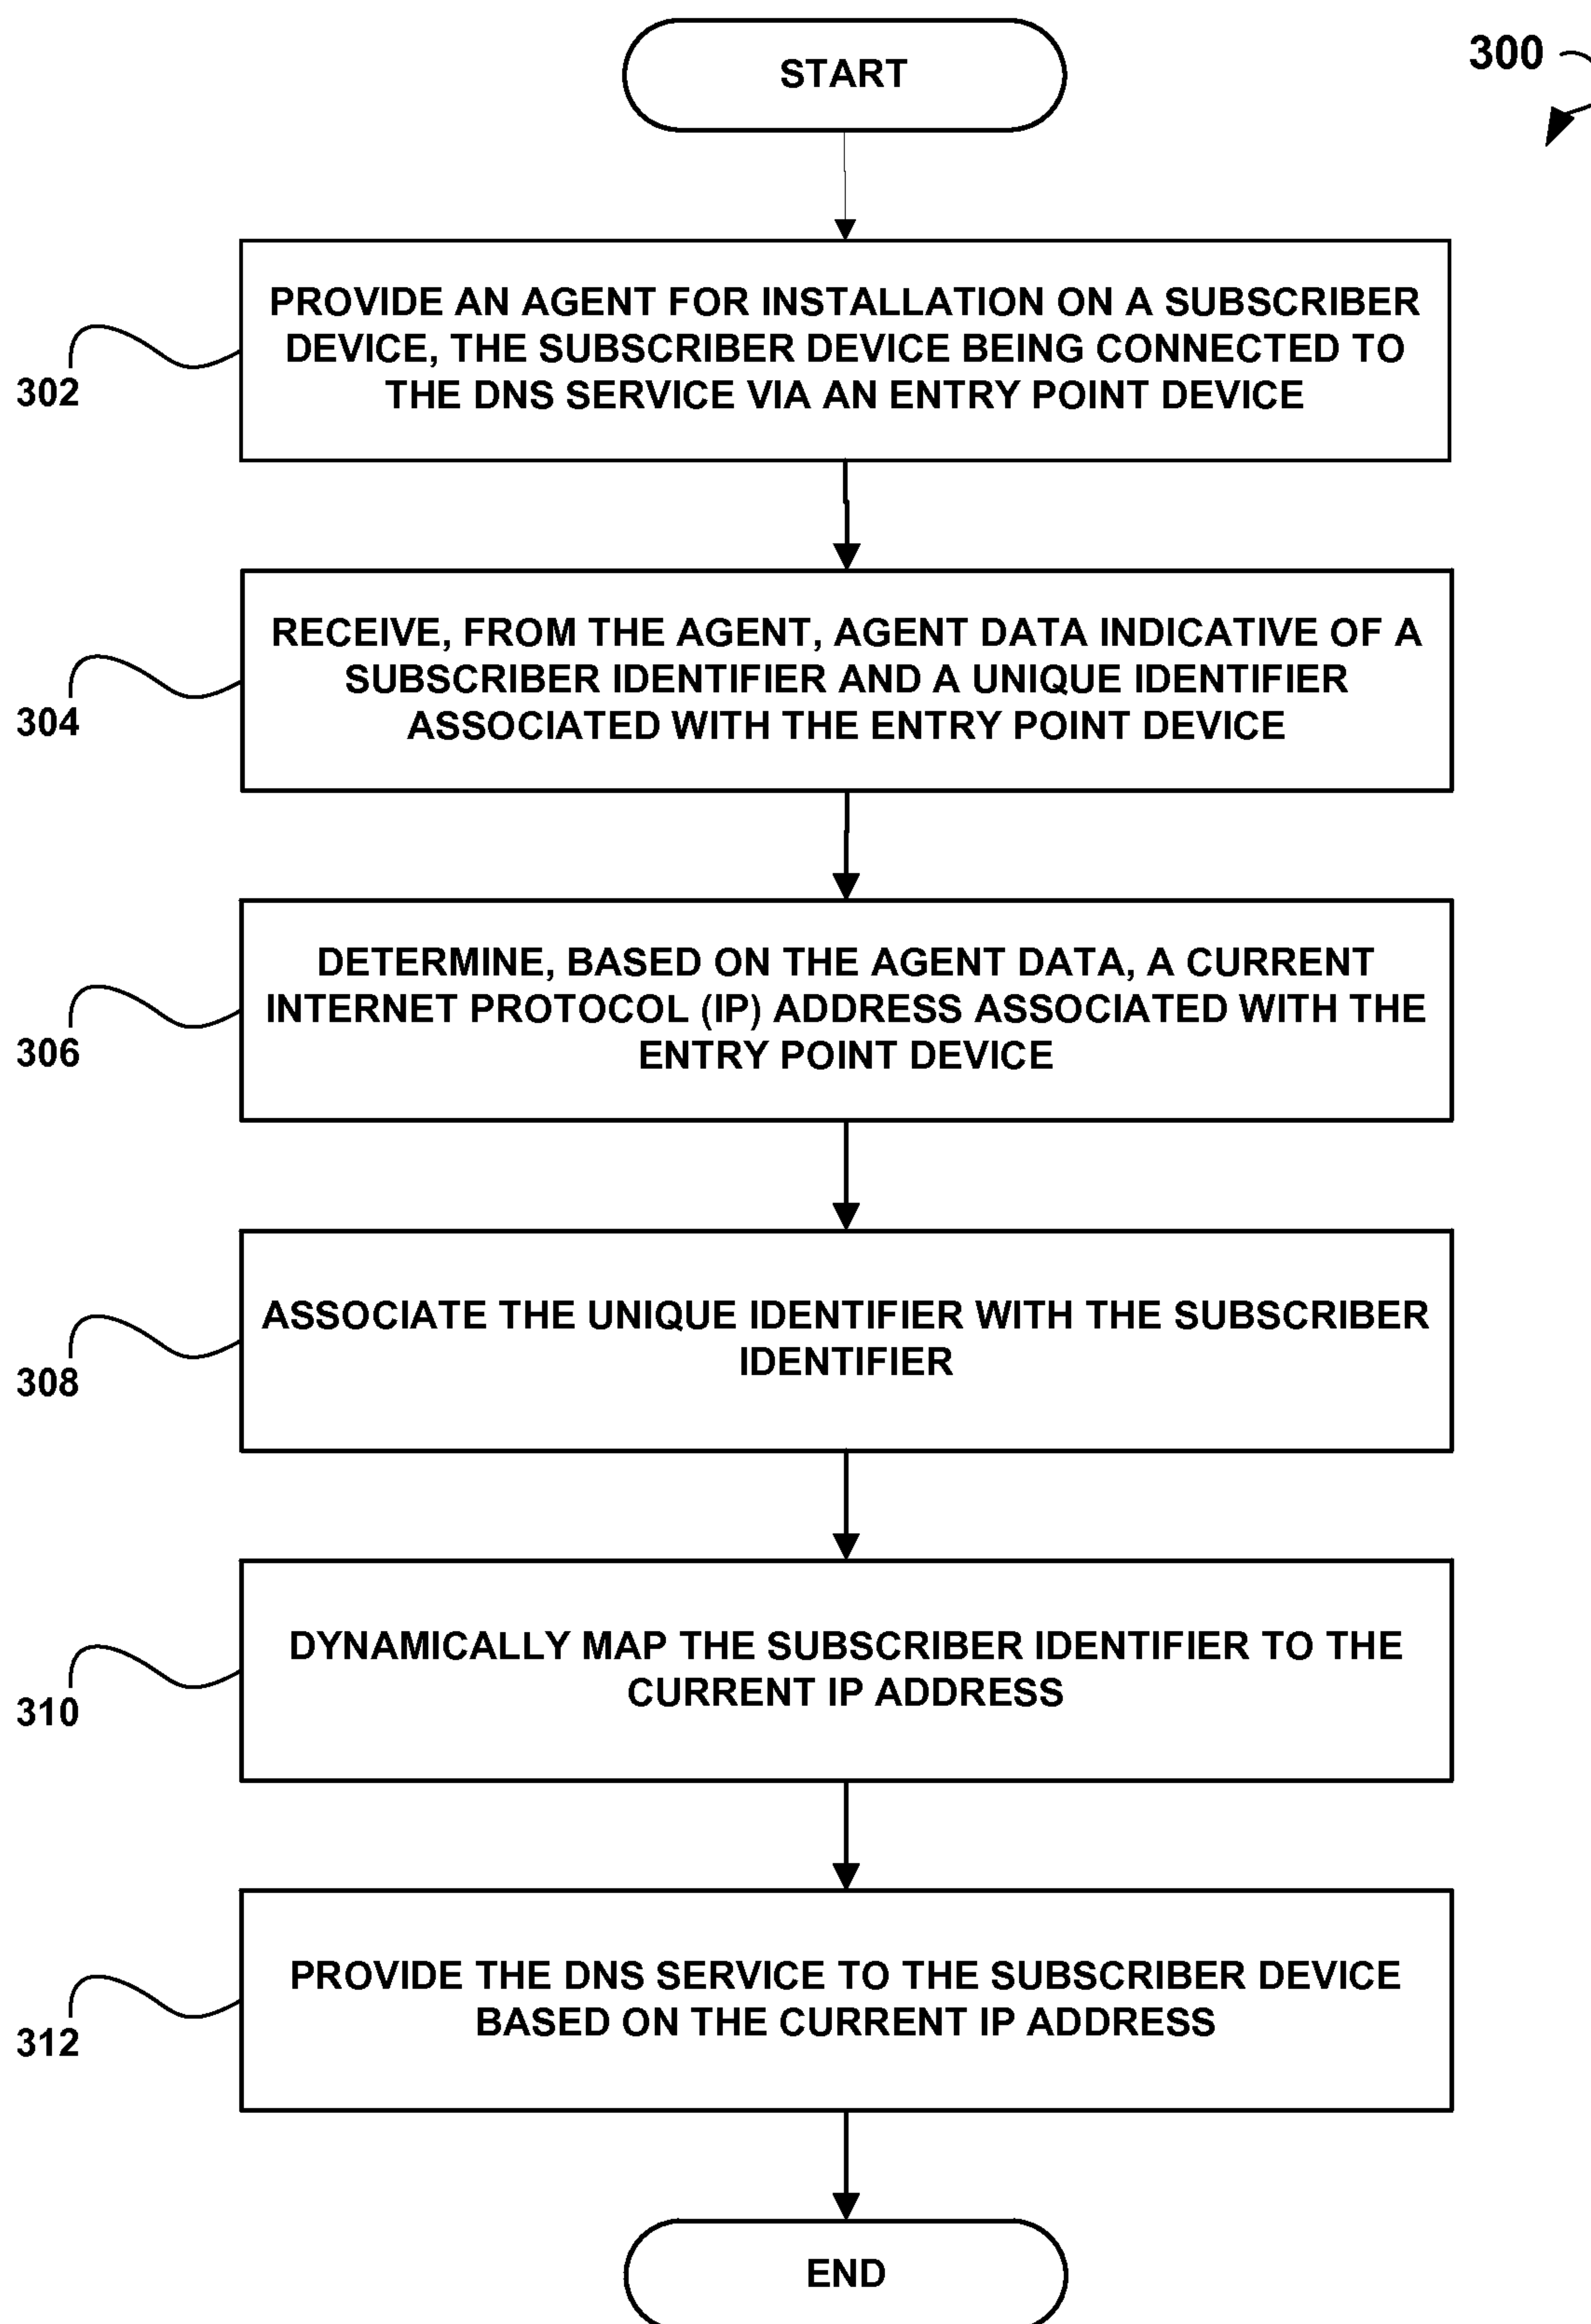 START
300
PROVIDE AN AGENT FOR INSTALLATION ON A SUBSCRIBER
DEVICE, THE SUBSCRIBER DEVICE BEING CONNECTED TO
THE DNS SERVICE VIA AN ENTRY POINT DEVICE
302
RECEIVE, FROM THE AGENT, AGENT DATA INDICATIVE OF A
SUBSCRIBER IDENTIFIER AND A UNIQUE IDENTIFIER
ASSOCIATED WITH THE ENTRY POINT DEVICE
304
DETERMINE, BASED ON THE AGENT DATA, A CURRENT
INTERNET PROTOCOL (IP) ADDRESS ASSOCIATED WITH THE
ENTRY POINT DEVICE
306
ASSOCIATE THE UNIQUE IDENTIFIER WITH THE SUBSCRIBER
IDENTIFIER
308
DYNAMICALLY MAP THE SUBSCRIBER IDENTIFIER TO THE
CURRENT IP ADDRESS
310
PROVIDE THE DNS SERVICE TO THE SUBSCRIBER DEVICE
BASED ON THE CURRENT IP ADDRESS
312
END